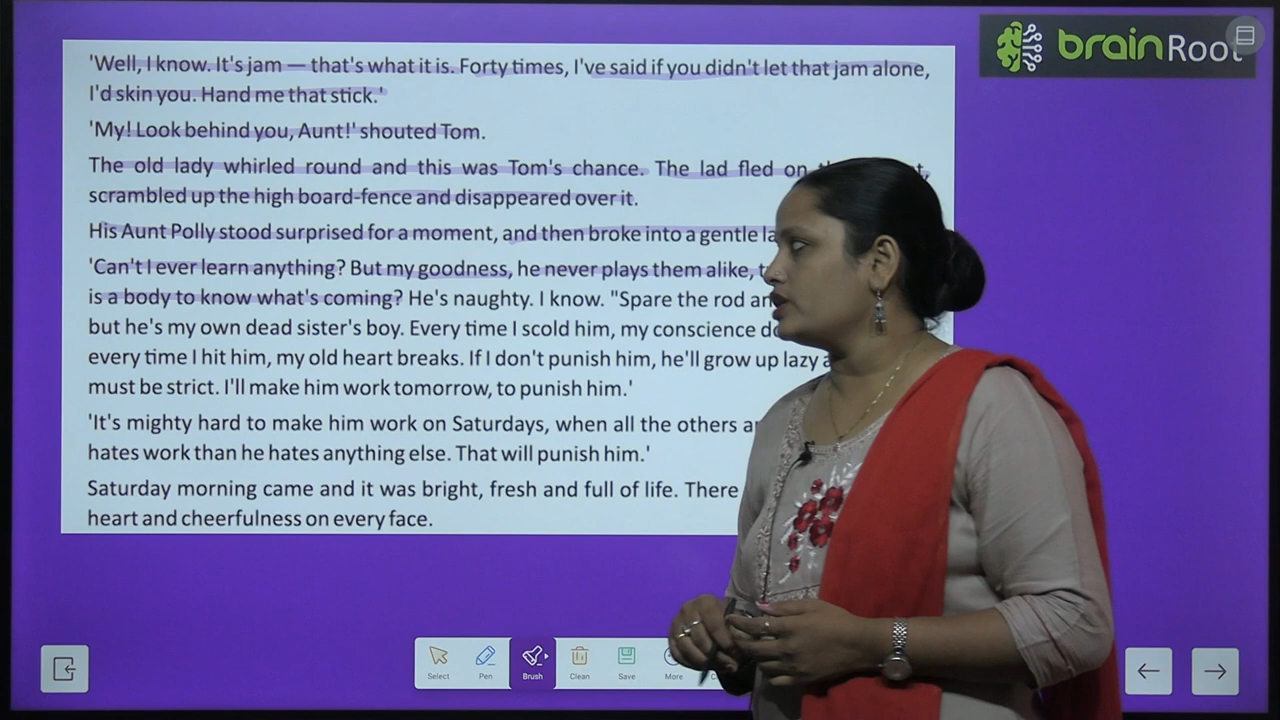 brainRoot
'Well, I know. It's jam — that's what it is. Forty times, I've said if you didn't let that jam alone,
I'd skin you. Hand me that stick.'
'My! Look behind you, Aunt!' shouted Tom.
The old lady whirled round and this was Tom's chance. The lad fled on
scrambled up the high board-fence and disappeared over it.
His Aunt Polly stood surprised for a moment, and then broke into a gentle
'Can't I ever learn anything? But my goodness, he never plays them alike,
is a body to know what's coming? He's naughty. I know. "Spare the rod
but he's my own dead sister's boy. Every time I scold him, my conscience
every time I hit him, my old heart breaks. If I don't punish him, he'll grow up lazy
must be strict. I'll make him work tomorrow, to punish him.'
'It's mighty hard to make him work on Saturdays, when all the others
hates work than he hates anything else. That will punish him.'
Saturday morning came and it was bright, fresh and full of life. There
heart and cheerfulness on every face.
Select Pen Brush Clean Save More